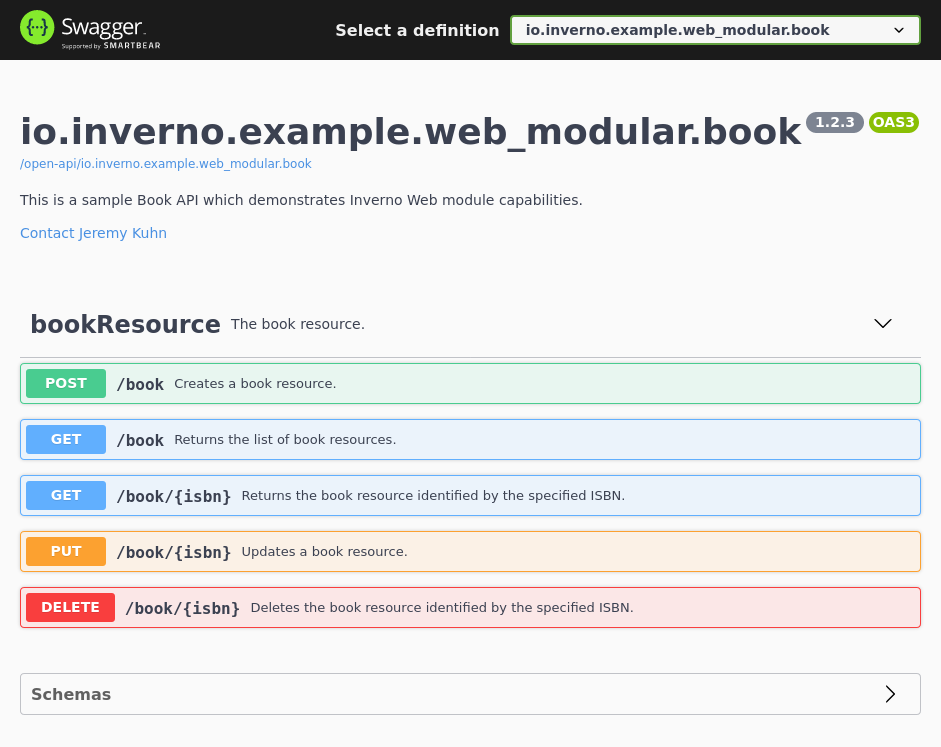 Swagger
Supported by SMARTBEAR
Select a definition
io.inverno.example.web_modular.book
io.inverno.example.web_modular.book 1.2.3 OAS3
/open-api/io.inverno.example.web_modular.book
This is a sample Book API which demonstrates Inverno Web module capabilities.
Contact Jeremy Kuhn
bookResource The book resource.
POST /book Creates a book resource.
GET /book Returns the list of book resources.
GET /book/{isbn} Returns the book resource identified by the specified ISBN.
PUT /book/{isbn} Updates a book resource.
DELETE /book/{isbn} Deletes the book resource identified by the specified ISBN.
Schemas